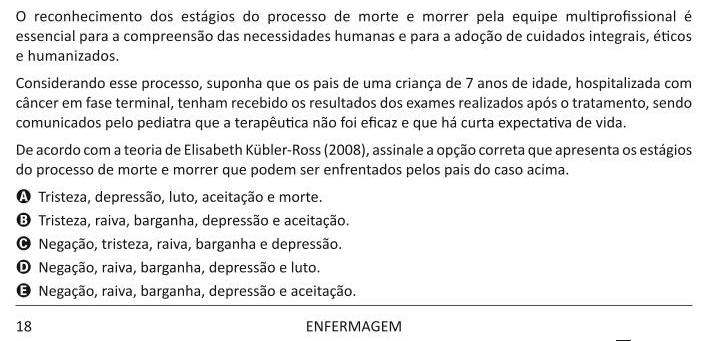 O reconhecimento dos estágios do processo de morte e morrer pela equipe multiprofissional é
essencial para a compreensão das necessidades humanas e para a adoção de cuidados integrais, éticos
e humanizados.
Considerando esse processo, suponha que os pais de uma criança de 7 anos de idade, hospitalizada com
câncer em fase terminal, tenham recebido os resultados dos exames realizados após o tratamento, sendo
comunicados pelo pediatra que a terapêutica não foi eficaz e que há curta expectativa de vida.
De acordo com a teoria de Elisabeth Kübler-Ross (2008), assinale a opção correta que apresenta os estágios
do processo de morte e morrer que podem ser enfrentados pelos pais do caso acima.
A Tristeza, depressão, luto, aceitação e morte.
B Tristeza, raiva, barganha, depressão e aceitação.
C Negação, tristeza, raiva, barganha e depressão.
D Negação, raiva, barganha, depressão e luto.
E Negação, raiva, barganha, depressão e aceitação.
18 ENFERMAGEM